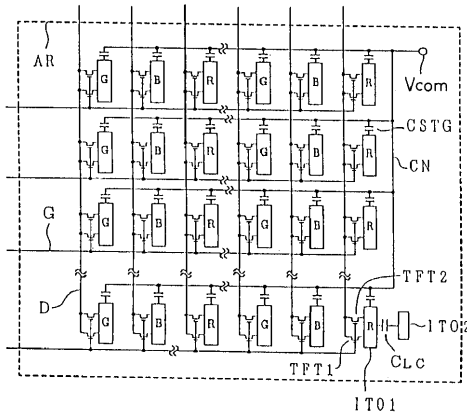 AR
Vcom
G B R G B R
CSTG
G B R G B R
CN
G B R G B R
G
TFT2
D
G B R G B R
ITO2
CLC
TFT1
ITO1